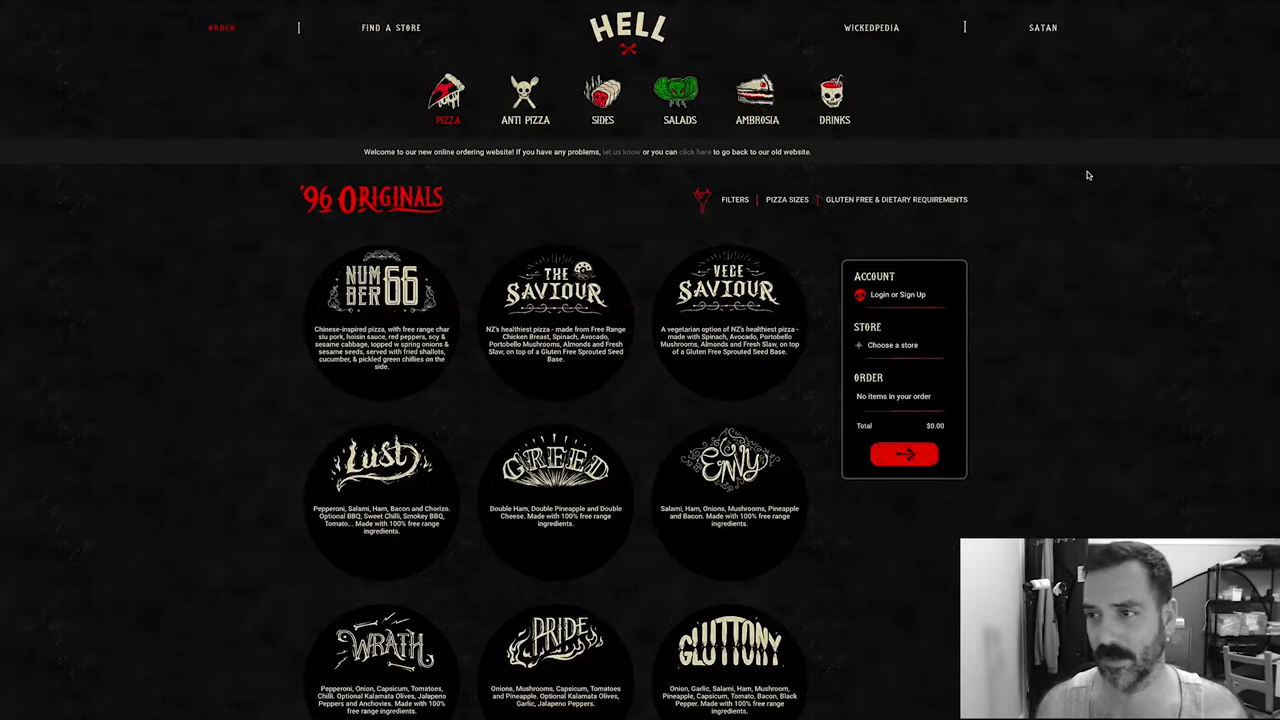 ORDER
FIND A STORE
HELL
WICKEDPEDIA
SATAN
PIZZA
ANTI PIZZA
SIDES
SALADS
AMBROSIA
DRINKS
Welcome to our new online ordering website! If you have any problems, let us know or you can click here to go back to our old website.
'96 ORIGINALS
FILTERS
PIZZA SIZES
GLUTEN FREE & DIETARY REQUIREMENTS
NUM
BER 66
Chinese-inspired pizza, with free range char
siu pork, hoisin sauce, red peppers, soy &
sesame cabbage, topped w spring onions &
sesame seeds, served with fried shallots,
cucumber, & pickled green chillies on the
side.
THE
SAVIOUR
NZ's healthiest pizza - made from Free Range
Chicken Breast, Spinach, Avocado,
Portobello Mushrooms, Almonds and Fresh
Slaw, on top of a Gluten Free Sprouted Seed
Base.
VEGE
SAVIOUR
A vegetarian option of NZ's healthiest pizza -
made with Spinach, Avocado, Portobello
Mushrooms, Almonds and Fresh Slaw, on top
of a Gluten Free Sprouted Seed Base.
ACCOUNT
Login or Sign Up
STORE
Choose a store
ORDER
No items in your order
Total $0.00
LUST
Pepperoni, Salami, Ham, Bacon and Chorizo.
Optional BBQ, Sweet Chilli, Smokey BBQ,
Tomato... Made with 100% free range
ingredients.
GREED
Double Ham, Double Pineapple and Double
Cheese. Made with 100% free range
ingredients.
ENVY
Salami, Ham, Onions, Mushrooms, Pineapple
and Bacon. Made with 100% free range
ingredients.
WRATH
Pepperoni, Onion, Capsicum, Tomatoes,
Chilli. Optional Kalamata Olives, Jalapeno
Peppers and Anchovies. Made with 100%
free range ingredients.
PRIDE
Onions, Mushrooms, Capsicum, Tomatoes
and Pineapple. Optional Kalamata Olives,
Garlic, Jalapeno Peppers.
GLUTTONY
Onion, Garlic, Salami, Ham, Mushroom,
Pineapple, Capsicum, Tomato, Bacon, Black
Pepper. Made with 100% free range
ingredients.